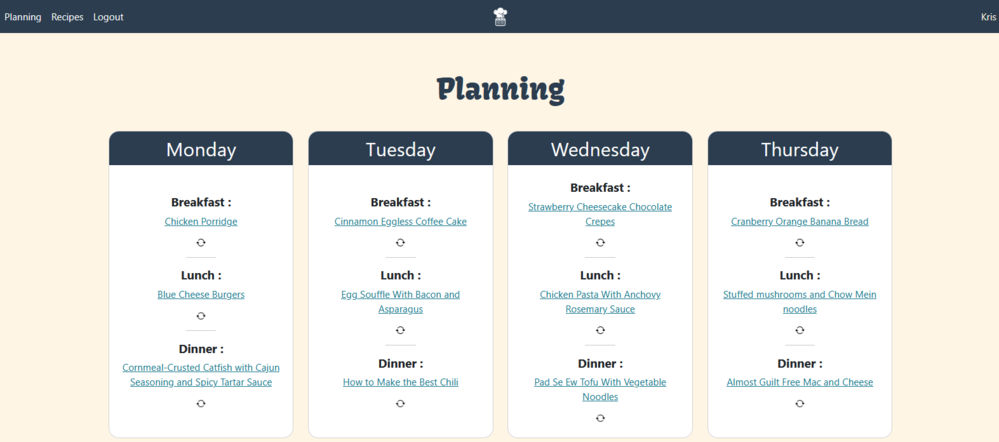 Planning Recipes Logout
Kris
Planning
Monday
Breakfast :
Chicken Porridge
Lunch :
Blue Cheese Burgers
Dinner :
Cornmeal-Crusted Catfish with Cajun
Seasoning and Spicy Tartar Sauce
Tuesday
Breakfast :
Cinnamon Eggless Coffee Cake
Lunch :
Egg Souffle With Bacon and
Asparagus
Dinner :
How to Make the Best Chili
Wednesday
Breakfast :
Strawberry Cheesecake Chocolate
Crepes
Lunch :
Chicken Pasta With Anchovy
Rosemary Sauce
Dinner :
Pad Se Ew Tofu With Vegetable
Noodles
Thursday
Breakfast :
Cranberry Orange Banana Bread
Lunch :
Stuffed mushrooms and Chow Mein
noodles
Dinner :
Almost Guilt Free Mac and Cheese